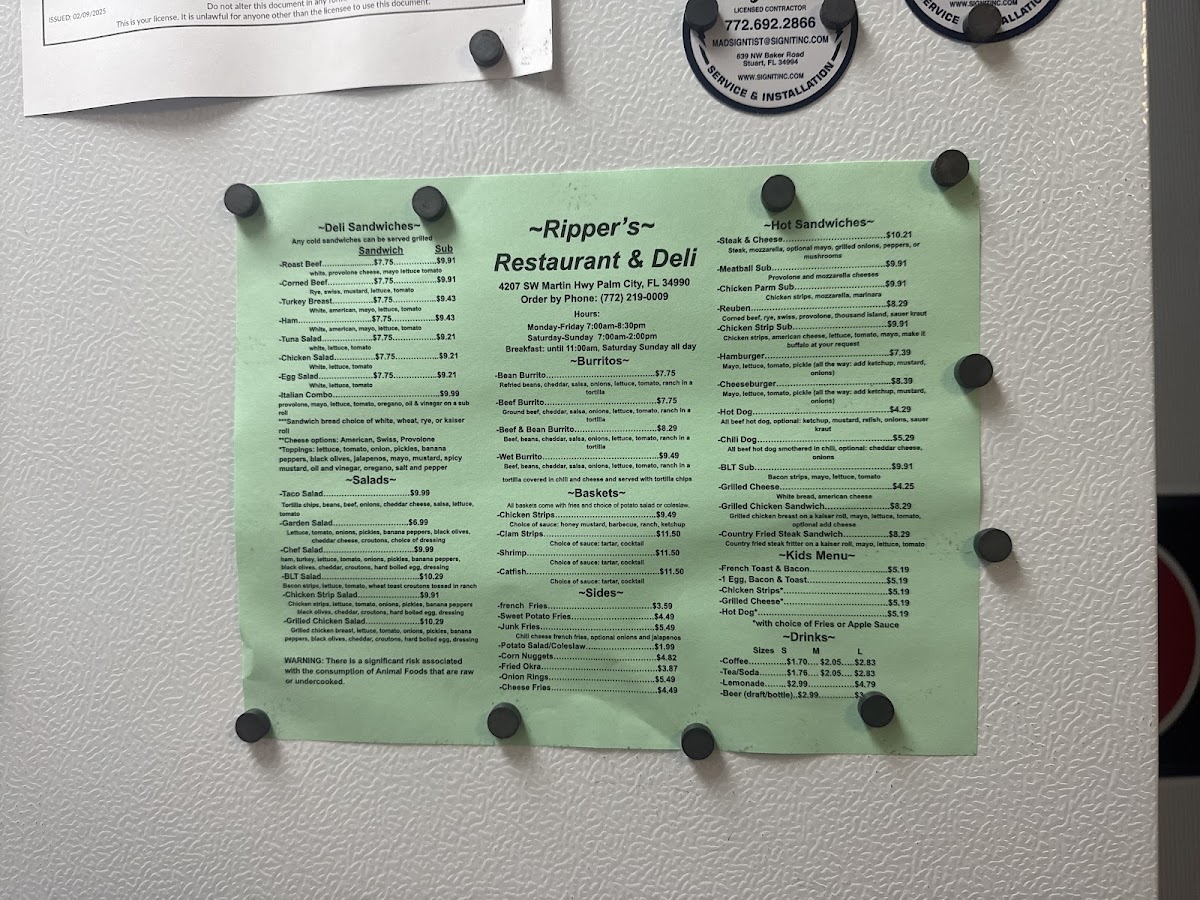 Do not alter this document in any form.
ISSUED: 02/09/2025
This is your license. It is unlawful for anyone other than the licensee to use this document.
LICENSED CONTRACTOR
772.692.2866
MADSIGNTIST@SIGNITINC.COM
639 NW Baker Road
Stuart, FL 34994
WWW.SIGNITINC.COM
SERVICE & INSTALLATION
WWW.SIGNITINC.COM
SERVICE & INSTALLATION
~Deli Sandwiches~
Any cold sandwiches can be served grilled
Sandwich Sub
-Roast Beef....................$7.75................$9.91
white, provolone cheese, mayo lettuce tomato
-Corned Beef..................$7.75................$9.91
Rye, swiss, mustard, lettuce, tomato
-Turkey Breast................$7.75................$9.43
White, american, mayo, lettuce, tomato
-Ham............................$7.75................$9.43
White, american, mayo, lettuce, tomato
-Tuna Salad....................$7.75................$9.21
white, lettuce, tomato
-Chicken Salad................$7.75................$9.21
White, lettuce, tomato
-Egg Salad......................$7.75................$9.21
White, lettuce, tomato
-Italian Combo..........................................$9.99
provolone, mayo, lettuce, tomato, oregano, oil & vinegar on a sub
roll
***Sandwich bread choice of white, wheat, rye, or kaiser
roll
**Cheese options: American, Swiss, Provolone
*Toppings: lettuce, tomato, onion, pickles, banana
peppers, black olives, jalapenos, mayo, mustard, spicy
mustard, oil and vinegar, oregano, salt and pepper
~Salads~
-Taco Salad..................................$9.99
Tortilla chips, beans, beef, onions, cheddar cheese, salsa, lettuce,
tomato
-Garden Salad.............................$6.99
Lettuce, tomato, onions, pickles, banana peppers, black olives,
cheddar cheese, croutons, choice of dressing
-Chef Salad..................................$9.99
ham, turkey, lettuce, tomato, onions, pickles, banana peppers,
black olives, cheddar, croutons, hard boiled egg, dressing
-BLT Salad......................................$10.29
Bacon strips, lettuce, tomato, wheat toast croutons tossed in ranch
-Chicken Strip Salad.........................$9.91
Chicken strips, lettuce, tomato, onions, pickles, banana peppers
black olives, cheddar, croutons, hard boiled egg, dressing
-Grilled Chicken Salad......................$10.29
Grilled chicken breast, lettuce, tomato, onions, pickles, banana
peppers, black olives, cheddar, croutons, hard boiled egg, dressing
WARNING: There is a significant risk associated
with the consumption of Animal Foods that are raw
or undercooked.
~Ripper's~
Restaurant & Deli
4207 SW Martin Hwy Palm City, FL 34990
Order by Phone: (772) 219-0009
Hours:
Monday-Friday 7:00am-8:30pm
Saturday-Sunday 7:00am-2:00pm
Breakfast: until 11:00am, Saturday Sunday all day
~Burritos~
-Bean Burrito..........................................$7.75
Refried beans, cheddar, salsa, onions, lettuce, tomato, ranch in a
tortilla
-Beef Burrito...........................................$7.75
Ground beef, cheddar, salsa, onions, lettuce, tomato, ranch in a
tortilla
-Beef & Bean Burrito...............................$8.29
Beef, beans, cheddar, salsa, onions, lettuce, tomato, ranch in a
tortilla
-Wet Burrito............................................$9.49
Beef, beans, cheddar, salsa, onions, lettuce, tomato, ranch in a
tortilla covered in chili and cheese and served with tortilla chips
~Baskets~
All baskets come with fries and choice of potato salad or coleslaw.
-Chicken Strips.......................................$9.49
Choice of sauce: honey mustard, barbecue, ranch, ketchup
-Clam Strips...........................................$11.50
Choice of sauce: tartar, cocktail
-Shrimp..................................................$11.50
Choice of sauce: tartar, cocktail
-Catfish..................................................$11.50
Choice of sauce: tartar, cocktail
~Sides~
-french Fries........................................$3.59
-Sweet Potato Fries................................$4.49
-Junk Fries............................................$5.49
Chili cheese french fries, optional onions and jalapenos
-Potato Salad/Coleslaw............................$1.99
-Corn Nuggets.......................................$4.82
-Fried Okra............................................$3.87
-Onion Rings.........................................$5.49
-Cheese Fries........................................$4.49
~Hot Sandwiches~
-Steak & Cheese........................................$10.21
Steak, mozzarella, optional mayo, grilled onions, peppers, or
mushrooms
-Meatball Sub............................................$9.91
Provolone and mozzarella cheeses
-Chicken Parm Sub.....................................$9.91
Chicken strips, mozzarella, marinara
-Reuben....................................................$8.29
Corned beef, rye, swiss, provolone, thousand island, sauer kraut
-Chicken Strip Sub......................................$9.91
Chicken strips, american cheese, lettuce, tomato, mayo, make it
buffalo at your request
-Hamburger...............................................$7.39
Mayo, lettuce, tomato, pickle (all the way: add ketchup, mustard,
onions)
-Cheeseburger...........................................$8.39
Mayo, lettuce, tomato, pickle (all the way: add ketchup, mustard,
onions)
-Hot Dog...................................................$4.29
All beef hot dog, optional: ketchup, mustard, relish, onions, sauer
kraut
-Chili Dog..................................................$5.29
All beef hot dog smothered in chili, optional: cheddar cheese,
onions
-BLT Sub....................................................$9.91
Bacon strips, mayo, lettuce, tomato
-Grilled Cheese..........................................$4.25
White bread, american cheese
-Grilled Chicken Sandwich..........................$8.29
Grilled chicken breast on a kaiser roll, mayo, lettuce, tomato,
optional add cheese
-Country Fried Steak Sandwich...................$8.29
Country fried steak fritter on a kaiser roll, mayo, lettuce, tomato
~Kids Menu~
-French Toast & Bacon...............................$5.19
-1 Egg, Bacon & Toast................................$5.19
-Chicken Strips*........................................$5.19
-Grilled Cheese*........................................$5.19
-Hot Dog*.................................................$5.19
*with choice of Fries or Apple Sauce
~Drinks~
Sizes S M L
-Coffee.................$1.70.... $2.05..... $2.83
-Tea/Soda.............$1.76.... $2.05..... $2.83
-Lemonade...........$2.99................$4.79
-Beer (draft/bottle)..$2.99..............$3